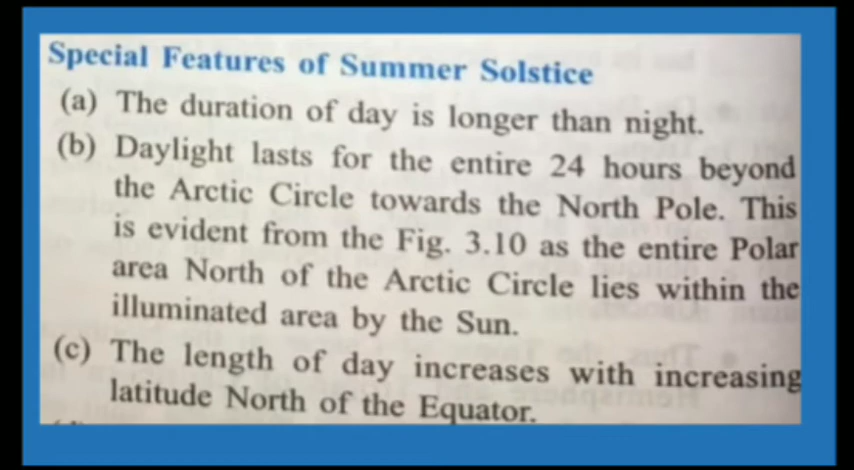 Special Features of Summer Solstice
(a) The duration of day is longer than night.
(b) Daylight lasts for the entire 24 hours beyond
the Arctic Circle towards the North Pole. This
is evident from the Fig. 3.10 as the entire Polar
area North of the Arctic Circle lies within the
illuminated area by the Sun.
(c) The length of day increases with increasing
latitude North of the Equator.